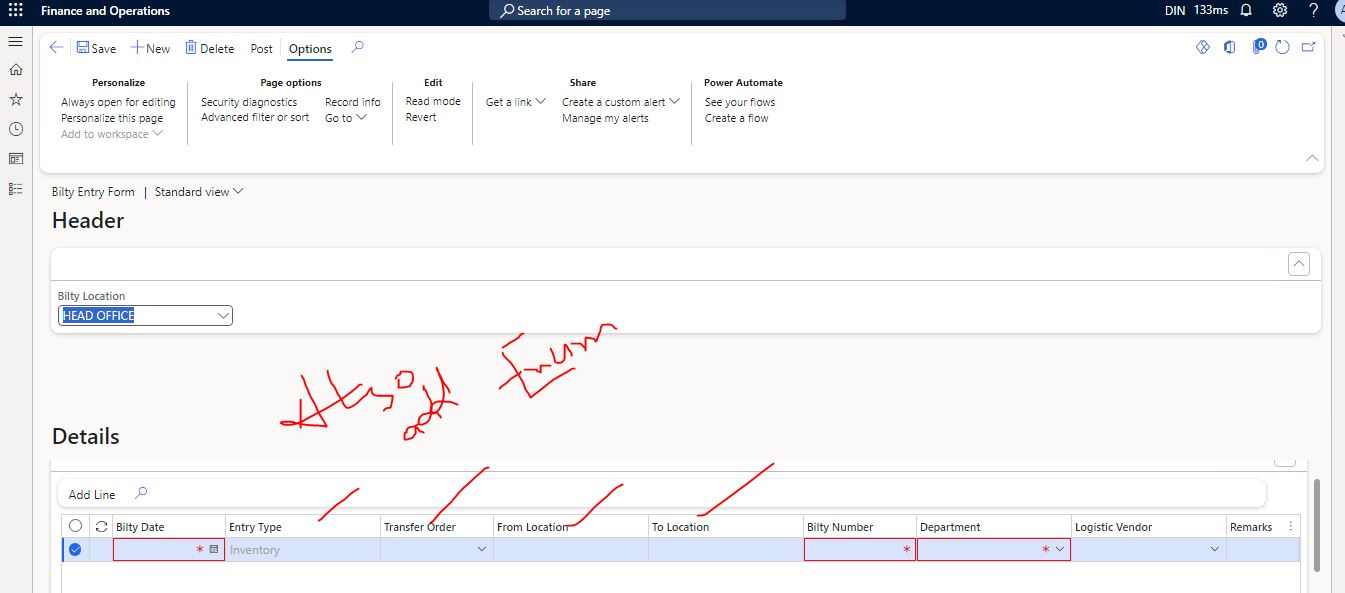 Finance and Operations Search for a page DIN 133ms ?
Save New Delete Post Options 0
Personalize Page options Edit Share Power Automate
Always open for editing Security diagnostics Record info Read mode Get a link Create a custom alert See your flows
Personalize this page Advanced filter or sort Go to Revert Manage my alerts Create a flow
Add to workspace
Bilty Entry Form | Standard view
Header
Bilty Location
HEAD OFFICE
Also add
Details
Add Line
Bilty Date Entry Type Transfer Order From Location To Location Bilty Number Department Logistic Vendor Remarks
* Inventory * *